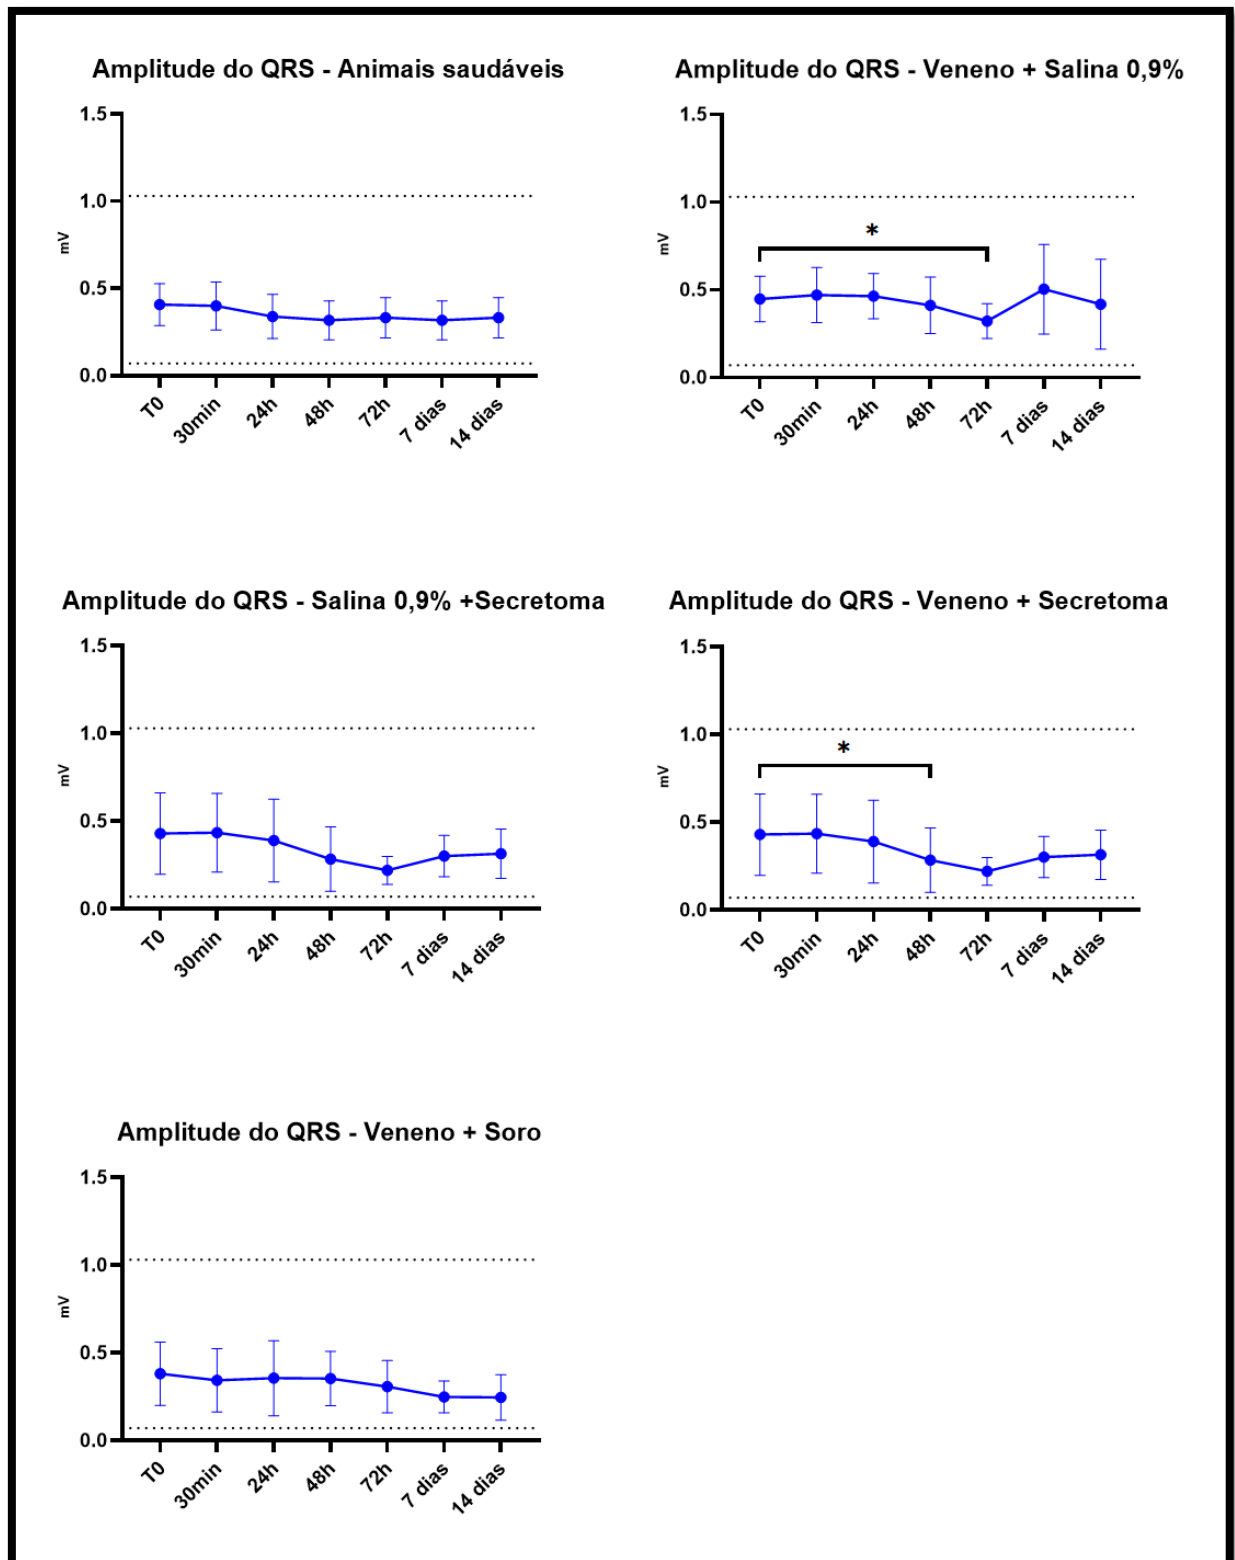 Amplitude do QRS - Animais saudáveis
1.5
1.0
0.5
0.0
mV
T0
30min
24h
48h
72h
7 dias
14 dias
Amplitude do QRS - Veneno + Salina 0,9%
1.5
1.0
0.5
0.0
mV
*
T0
30min
24h
48h
72h
7 dias
14 dias
Amplitude do QRS - Salina 0,9% +Secretoma
1.5
1.0
0.5
0.0
mV
T0
30min
24h
48h
72h
7 dias
14 dias
Amplitude do QRS - Veneno + Secretoma
1.5
1.0
0.5
0.0
mV
*
T0
30min
24h
48h
72h
7 dias
14 dias
Amplitude do QRS - Veneno + Soro
1.5
1.0
0.5
0.0
mV
T0
30min
24h
48h
72h
7 dias
14 dias